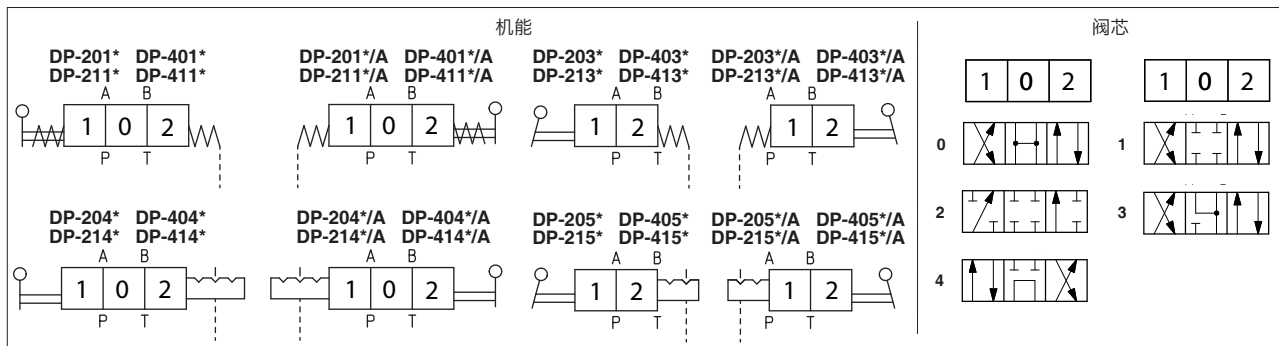 机能
阀芯
DP-201* DP-401*
DP-211* DP-411*
A B
1 0 2
P T
DP-201*/A DP-401*/A
DP-211*/A DP-411*/A
A B
1 0 2
P T
DP-203* DP-403*
DP-213* DP-413*
A B
1 2
P T
DP-203*/A DP-403*/A
DP-213*/A DP-413*/A
A B
1 2
P T
DP-204* DP-404*
DP-214* DP-414*
A B
1 0 2
P T
DP-204*/A DP-404*/A
DP-214*/A DP-414*/A
A B
1 0 2
P T
DP-205* DP-405*
DP-215* DP-415*
A B
1 2
P T
DP-205*/A DP-405*/A
DP-215*/A DP-415*/A
A B
1 2
P T
1 0 2
1 0 2
0
1
2
3
4